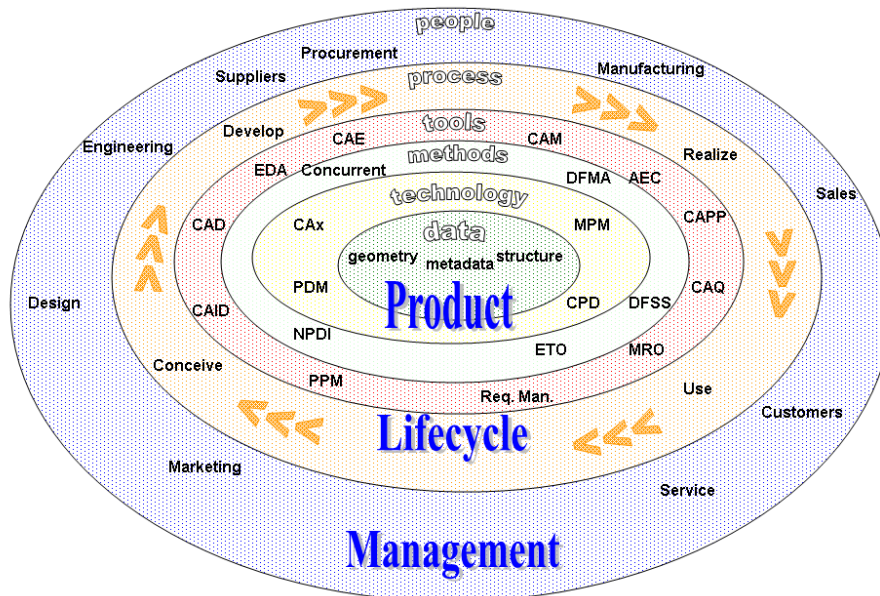 people
Procurement
Manufacturing
Suppliers
process
Develop
tools
Engineering
CAE
CAM
Realize
methods
EDA
Concurrent
DFMA
AEC
technology
Sales
CAD
CAx
data
MPM
CAPP
geometry
metadata
structure
Design
PDM
CPD
DFSS
CAQ
CAID
Product
NPDI
ETO
MRO
Conceive
PPM
Req. Man.
Use
Lifecycle
Customers
Marketing
Service
Management